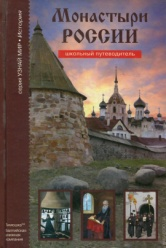 Монастыри
РОССИИ
ШКОЛЬНЫЙ ПУТЕВОДИТЕЛЬ
серия УЗНАЙ МИР • История